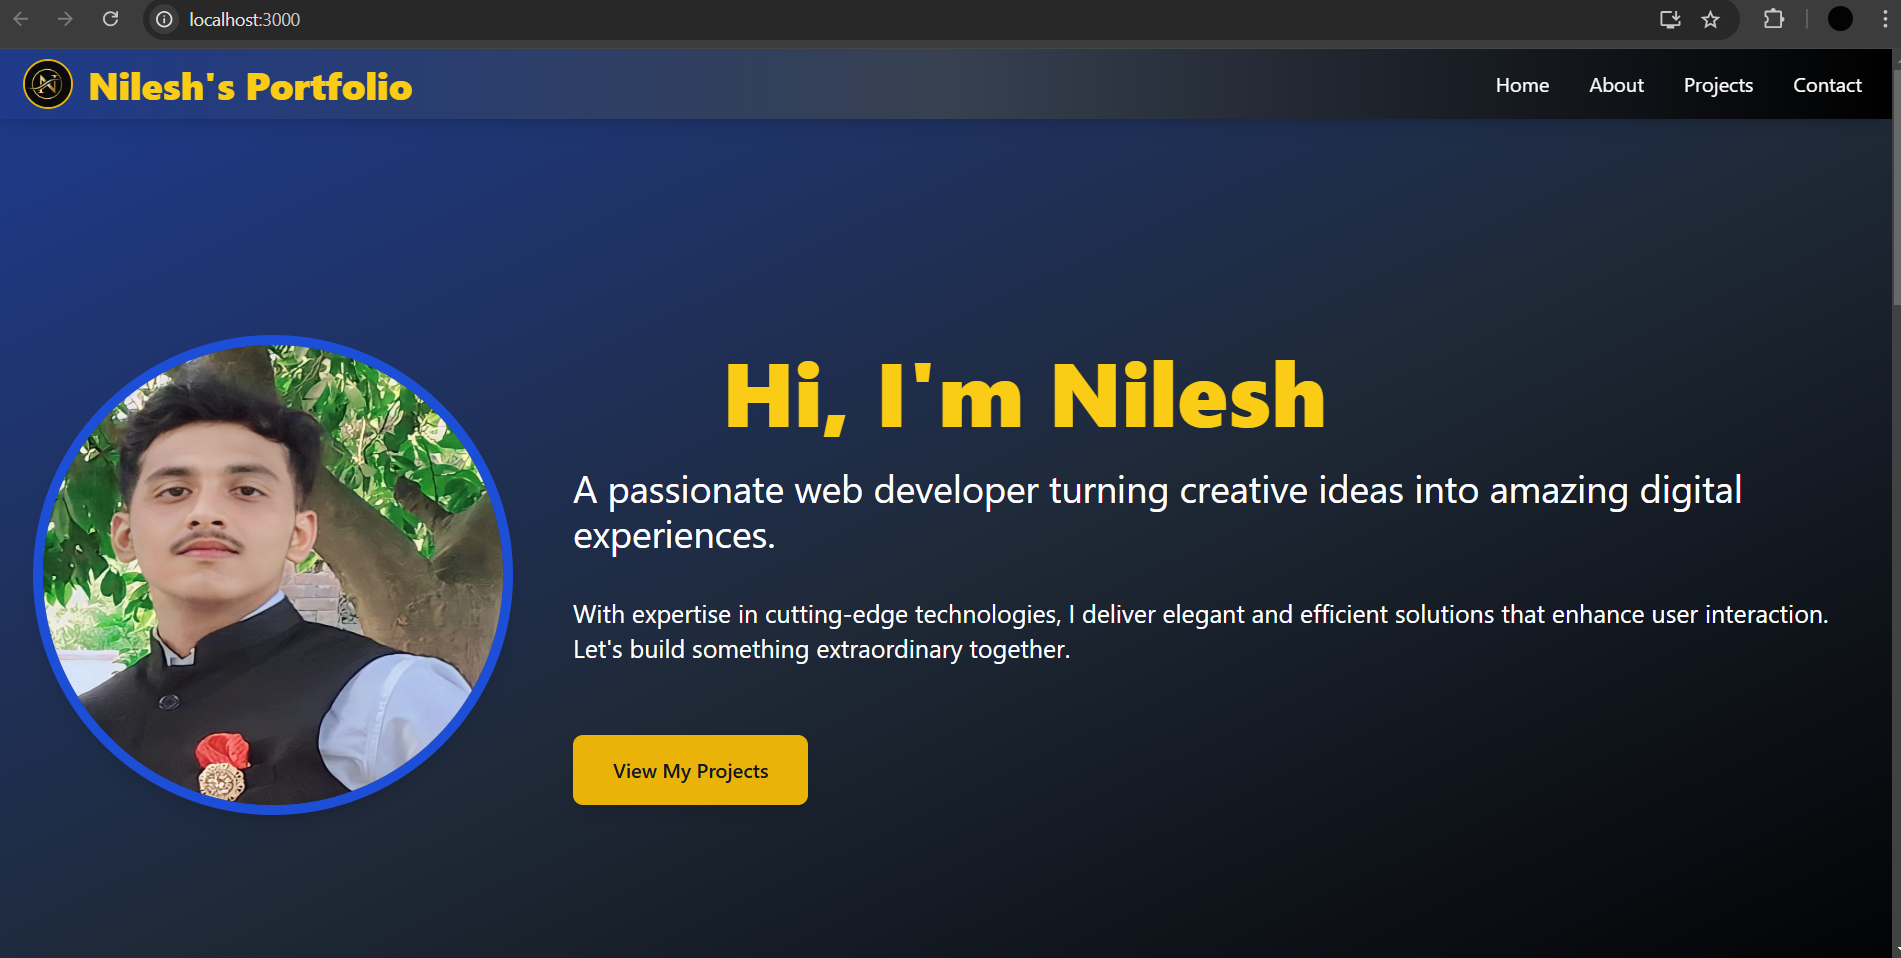 localhost:3000
Nilesh's Portfolio
Home
About
Projects
Contact
Hi, I'm Nilesh
A passionate web developer turning creative ideas into amazing digital
experiences.
With expertise in cutting-edge technologies, I deliver elegant and efficient solutions that enhance user interaction.
Let's build something extraordinary together.
View My Projects